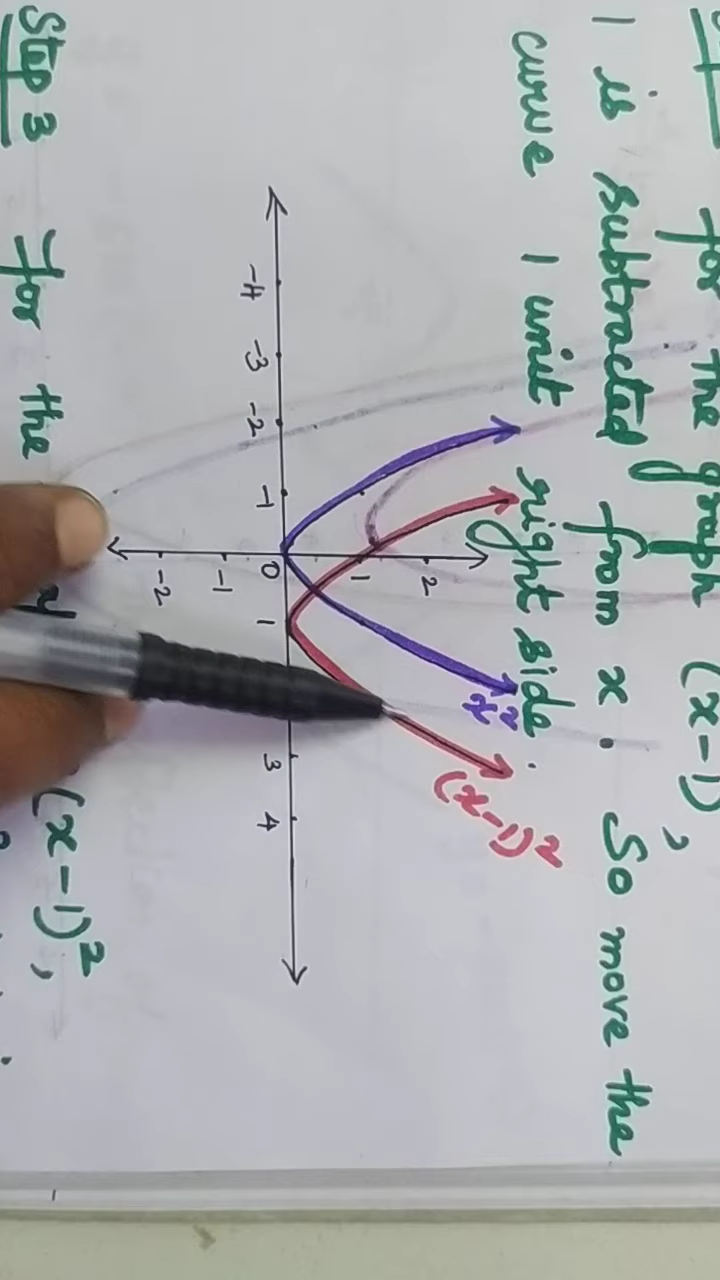 for the graph (x-1)²,
1 is subtracted from x. So move the
curve 1 unit right side.
2
1
-1
-2
-4 -3 -2 -1 0 1 3 4
x²
(x-1)²
Step 3 for the (x-1)²,